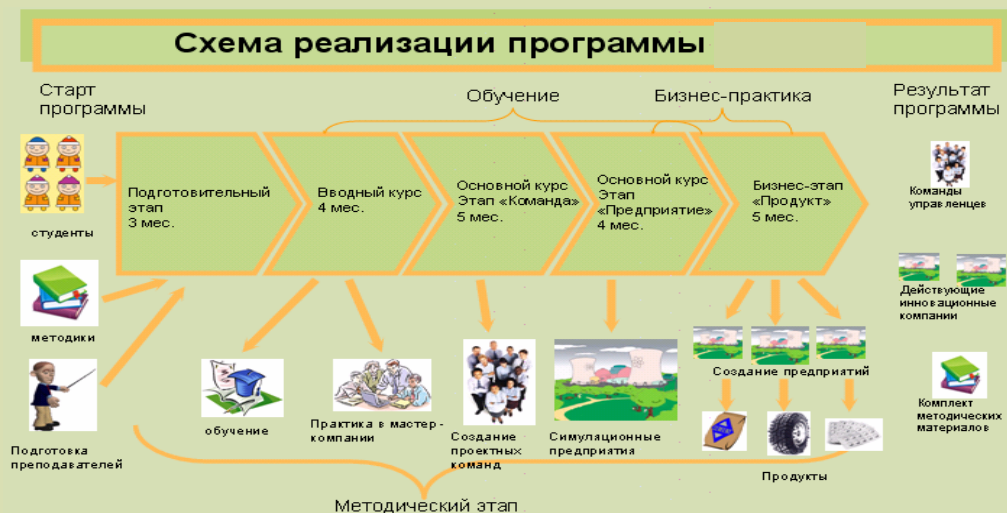 Схема реализации программы
Старт
программы
Обучение
Бизнес-практика
Результат
программы
студенты
методики
Подготовка
преподавателей
Подготовительный
этап
3 мес.
Вводный курс
4 мес.
Основной курс
Этап «Команда»
5 мес.
Основной курс
Этап
«Предприятие»
4 мес.
Бизнес-этап
«Продукт»
5 мес.
обучение
Практика в мастер-
компании
Создание
проектных
команд
Симуляционные
предприятия
Создание предприятий
Продукты
Команды
управленцев
Действующие
инновационные
компании
Комплект
методических
материалов
Методический этап